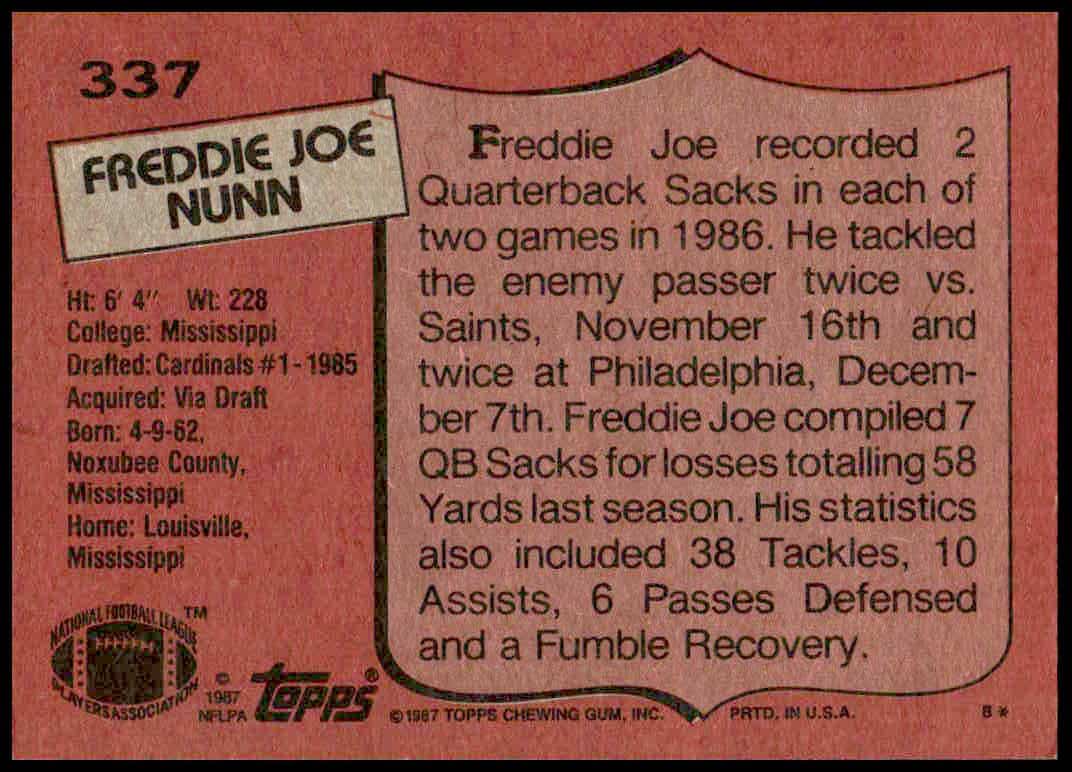 337
FREDDIE JOE
NUNN
Ht: 6' 4" Wt: 228
College: Mississippi
Drafted: Cardinals #1-1985
Acquired: Via Draft
Born: 4-9-62,
Noxubee County,
Mississippi
Home: Louisville,
Mississippi
Freddie Joe recorded 2
Quarterback Sacks in each of
two games in 1986. He tackled
the enemy passer twice vs.
Saints, November 16th and
twice at Philadelphia, Decem-
ber 7th. Freddie Joe compiled 7
QB Sacks for losses totalling 58
Yards last season. His statistics
also included 38 Tackles, 10
Assists, 6 Passes Defensed
and a Fumble Recovery.
NATIONAL FOOTBALL LEAGUE ™
PLAYERS ASSOCIATION
©
1987
NFLPA
topps®
©1987 TOPPS CHEWING GUM, INC. PRTD. IN U.S.A. B*